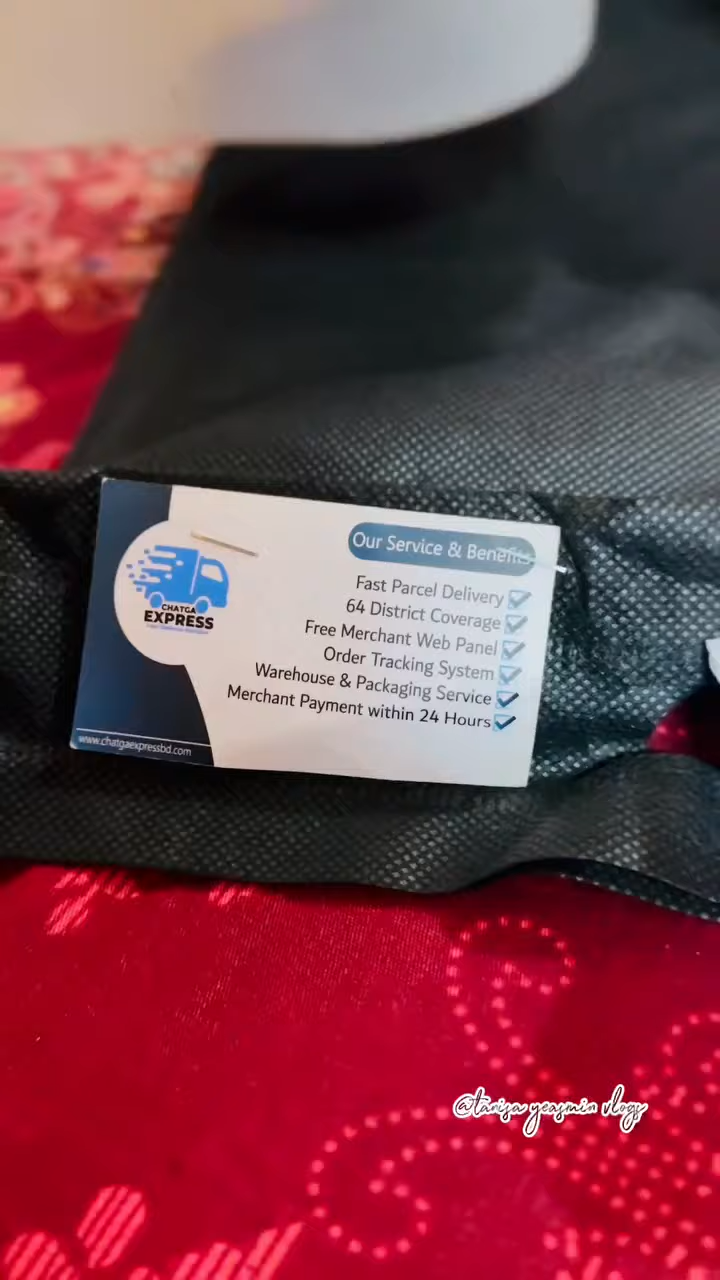 Our Service & Benefits
Fast Parcel Delivery
64 District Coverage
Free Merchant Web Panel
Order Tracking System
Warehouse & Packaging Service
Merchant Payment within 24 Hours
CHATGA
EXPRESS
www.chatgaexpressbd.com
@tanisa yeasmin vlogs